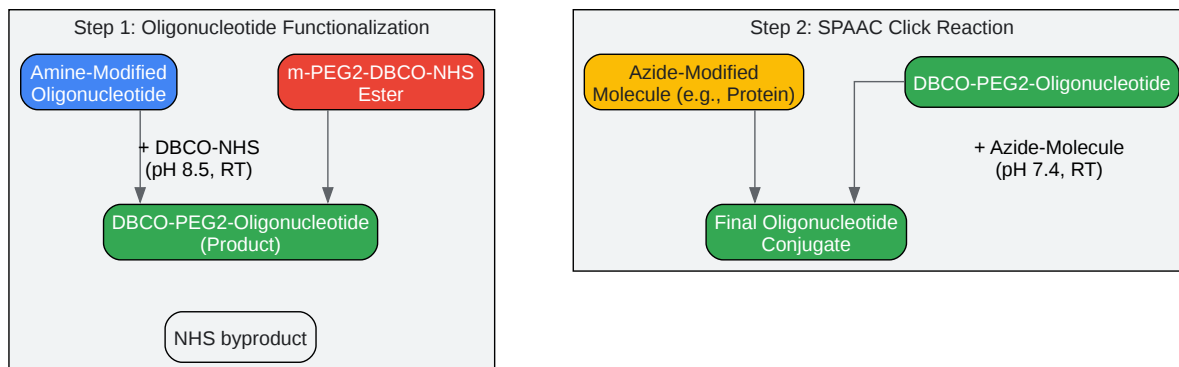 Step 1: Oligonucleotide Functionalization
Amine-Modified
Oligonucleotide
m-PEG2-DBCO-NHS
Ester
+ DBCO-NHS
(pH 8.5, RT)
DBCO-PEG2-Oligonucleotide
(Product)
NHS byproduct
Step 2: SPAAC Click Reaction
Azide-Modified
Molecule (e.g., Protein)
DBCO-PEG2-Oligonucleotide
+ Azide-Molecule
(pH 7.4, RT)
Final Oligonucleotide
Conjugate